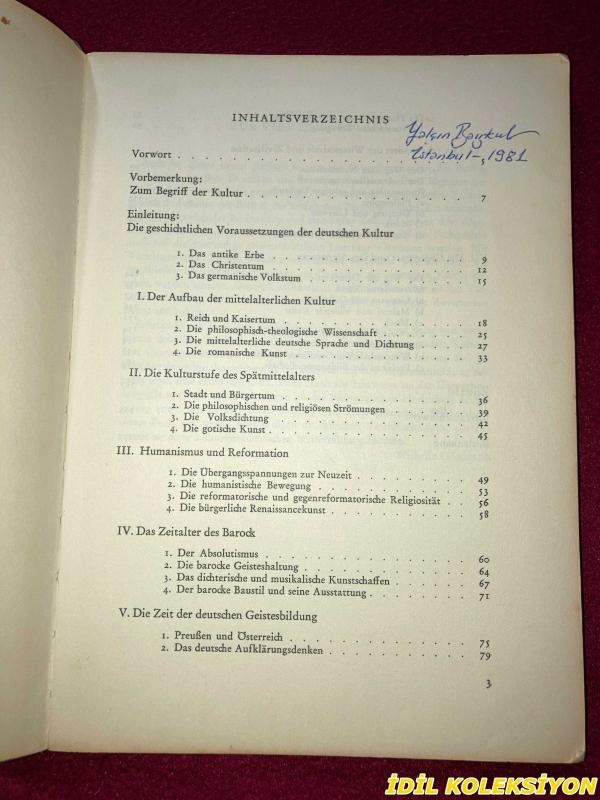 INHALTSVERZEICHNIS
Yalçın Baykul
İstanbul-, 1981
Vorwort . . . . . . . . . . . . 5
Vorbemerkung:
Zum Begriff der Kultur . . . . . . . . . . . . 7
Einleitung:
Die geschichtlichen Voraussetzungen der deutschen Kultur
1. Das antike Erbe . . . . . . . . . . . . 9
2. Das Christentum . . . . . . . . . . . . 12
3. Das germanische Volkstum . . . . . . . . . . . . 15
I. Der Aufbau der mittelalterlichen Kultur
1. Reich und Kaisertum . . . . . . . . . . . . 18
2. Die philosophisch-theologische Wissenschaft . . . . . . 25
3. Die mittelalterliche deutsche Sprache und Dichtung . . . . 27
4. Die romanische Kunst . . . . . . . . . . . . 33
II. Die Kulturstufe des Spätmittelalters
1. Stadt und Bürgertum . . . . . . . . . . . . 36
2. Die philosophischen und religiösen Strömungen . . . . . . 39
3. Die Volksdichtung . . . . . . . . . . . . 42
4. Die gotische Kunst . . . . . . . . . . . . 45
III. Humanismus und Reformation
1. Die Übergangsspannungen zur Neuzeit . . . . . . . . 49
2. Die humanistische Bewegung . . . . . . . . . . 53
3. Die reformatorische und gegenreformatorische Religiosität . . 56
4. Die bürgerliche Renaissancekunst . . . . . . . . . . 58
IV. Das Zeitalter des Barock
1. Der Absolutismus . . . . . . . . . . . . 60
2. Die barocke Geisteshaltung . . . . . . . . . . . . 64
3. Das dichterische und musikalische Kunstschaffen . . . . . . 67
4. Der barocke Baustil und seine Ausstattung . . . . . . . . 71
V. Die Zeit der deutschen Geistesbildung
1. Preußen und Österreich . . . . . . . . . . . . 75
2. Das deutsche Aufklärungsdenken . . . . . . . . . . 79
3
İDİL KOLEKSİYON